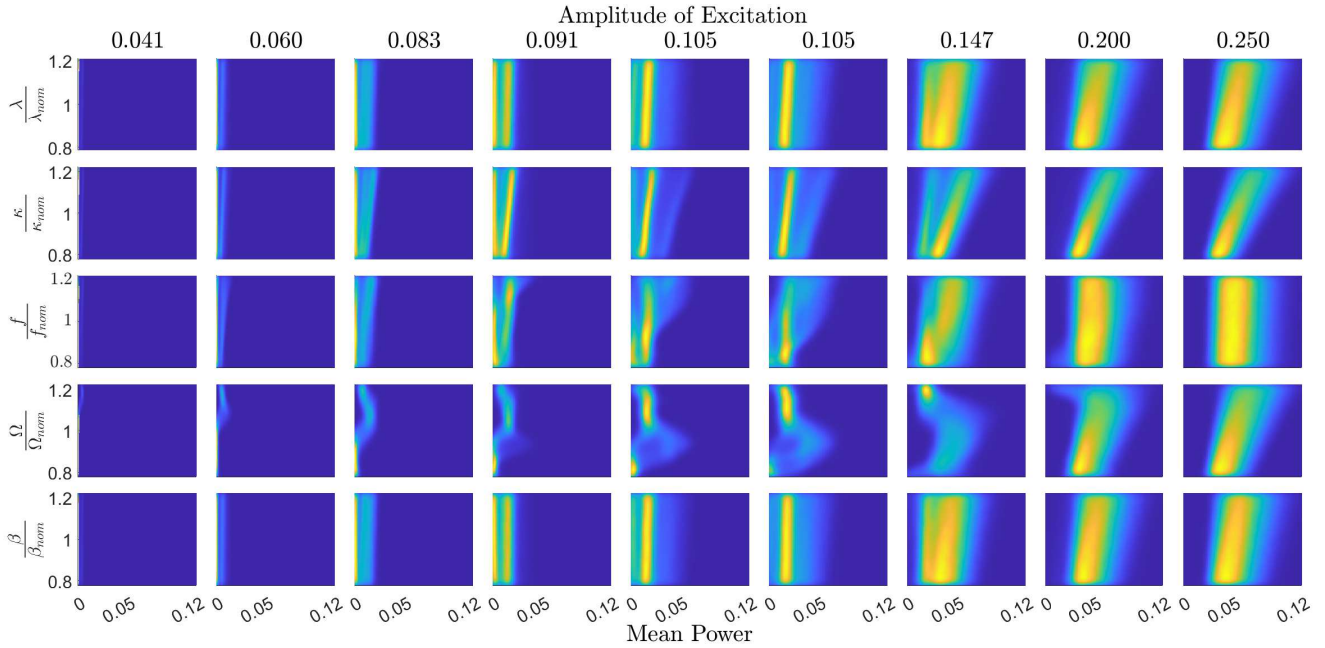 Amplitude of Excitation
0.041 0.060 0.083 0.091 0.105 0.105 0.147 0.200 0.250
1.2
λ
1
λnom
0.8
1.2
κ
1
κnom
0.8
1.2
f
1
fnom
0.8
1.2
Ω
1
Ωnom
0.8
1.2
β
1
βnom
0.8
0 0.05 0.12 0 0.05 0.12 0 0.05 0.12 0 0.05 0.12 0 0.05 0.12 0 0.05 0.12 0 0.05 0.12 0 0.05 0.12 0 0.05 0.12
Mean Power